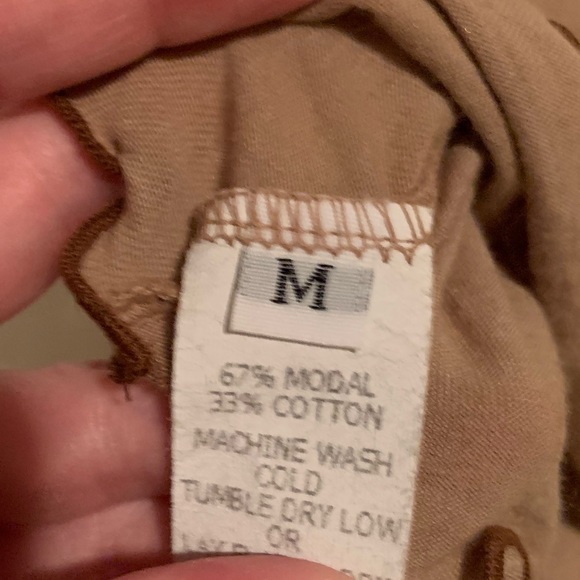 M
67% MODAL
33% COTTON
MACHINE WASH
COLD
TUMBLE DRY LOW
OR